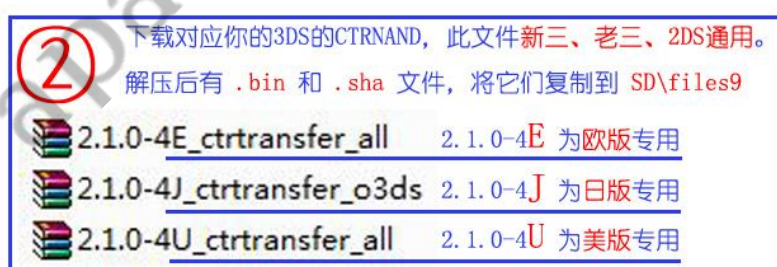 ② 下载对应你的3DS的CTRNAND，此文件新三、老三、2DS通用。
解压后有 .bin 和 .sha 文件，将它们复制到 SD\files9
2.1.0-4E_ctrtransfer_all 2.1.0-4E 为欧版专用
2.1.0-4J_ctrtransfer_o3ds 2.1.0-4J 为日版专用
2.1.0-4U_ctrtransfer_all 2.1.0-4U 为美版专用